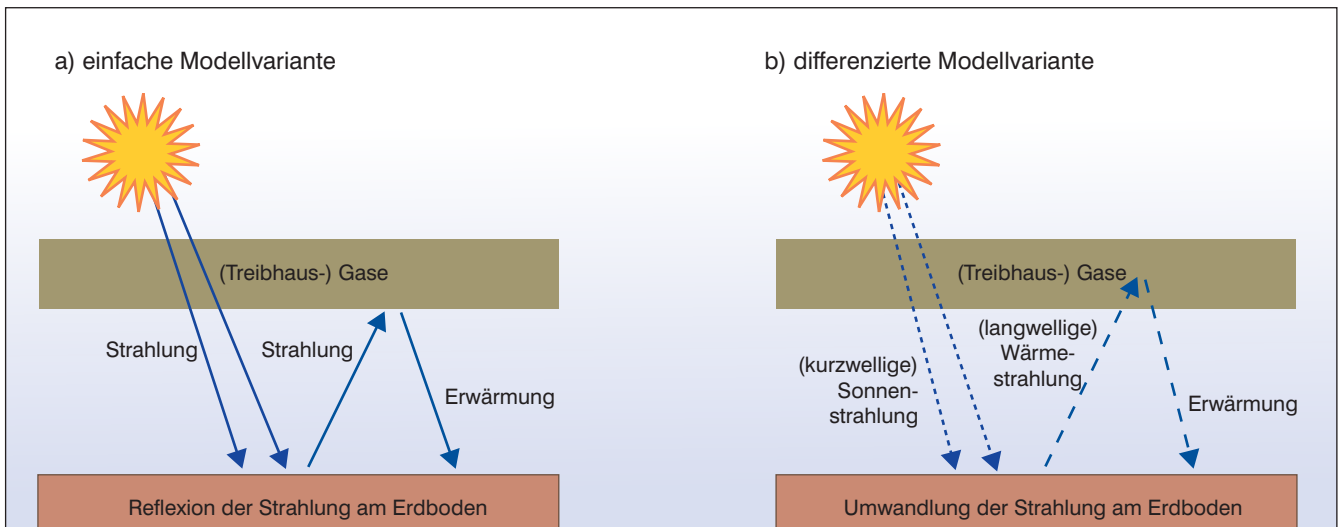 a) einfache Modellvariante
(Treibhaus-) Gase
Strahlung
Strahlung
Erwärmung
Reflexion der Strahlung am Erdboden
b) differenzierte Modellvariante
(Treibhaus-) Gase
(kurzwellige)
Sonnen-
strahlung
(langwellige)
Wärme-
strahlung
Erwärmung
Umwandlung der Strahlung am Erdboden